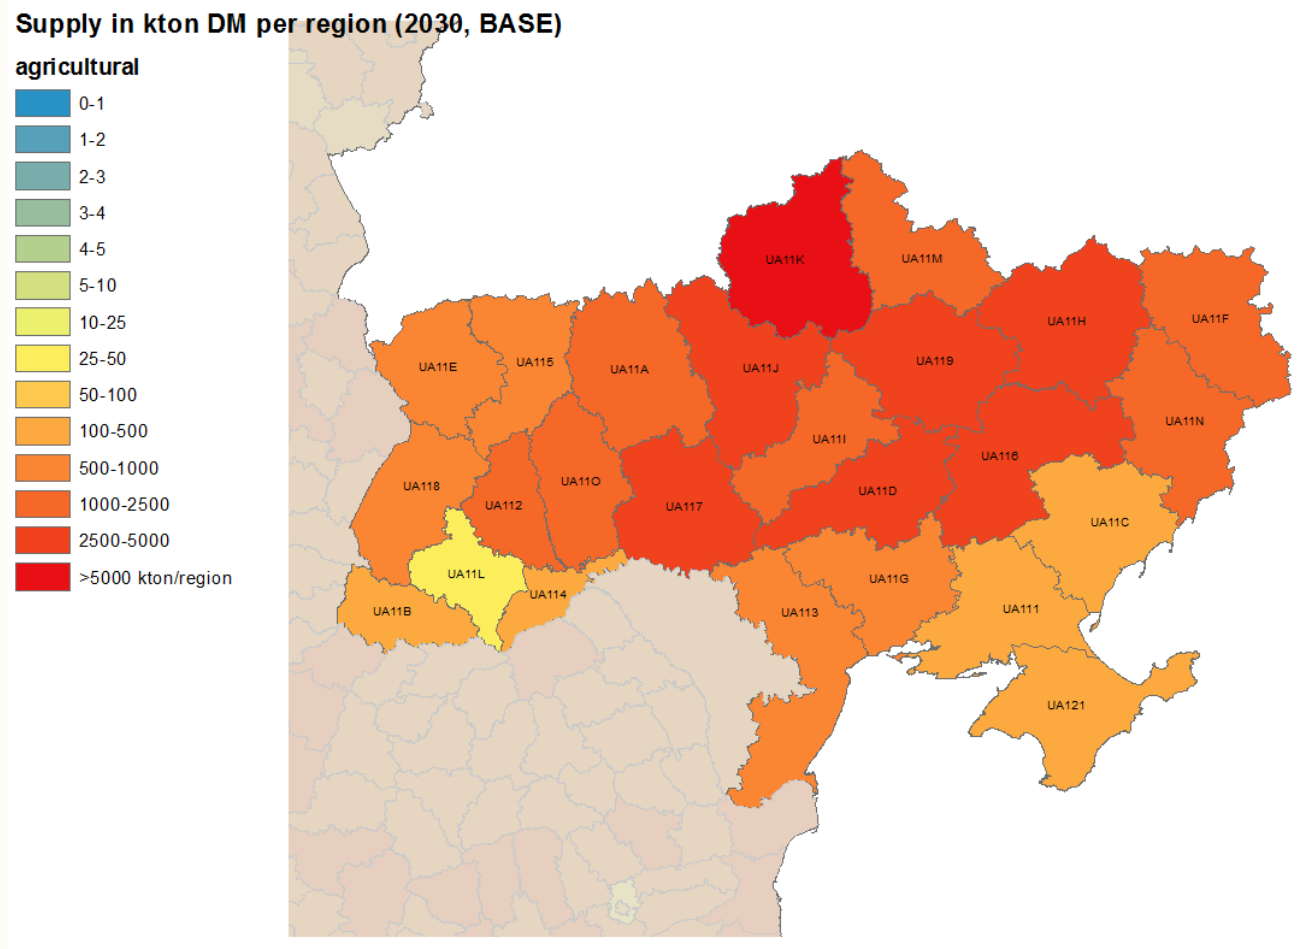 Supply in kton DM per region (2030, BASE)
agricultural
0-1
1-2
2-3
3-4
4-5
5-10
10-25
25-50
50-100
100-500
500-1000
1000-2500
2500-5000
>5000 kton/region
UA11K
UA11M
UA11H
UA11F
UA11E
UA115
UA11A
UA11J
UA119
UA11N
UA11I
UA116
UA118
UA112
UA11O
UA117
UA11D
UA11C
UA11L
UA114
UA11B
UA11G
UA113
UA111
UA121